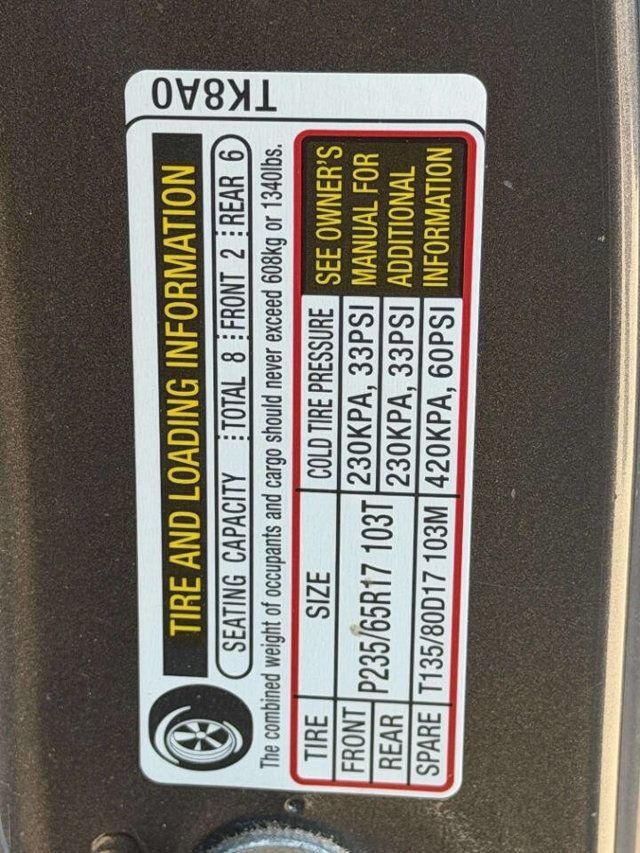 TK8A0
TIRE AND LOADING INFORMATION
SEATING CAPACITY TOTAL 8 FRONT 2 REAR 6
The combined weight of occupants and cargo should never exceed 608kg or 1340lbs.
TIRE SIZE COLD TIRE PRESSURE
FRONT P235/65R17 103T 230KPA, 33PSI
REAR 230KPA, 33PSI
SPARE T135/80D17 103M 420KPA, 60PSI
SEE OWNER'S
MANUAL FOR
ADDITIONAL
INFORMATION